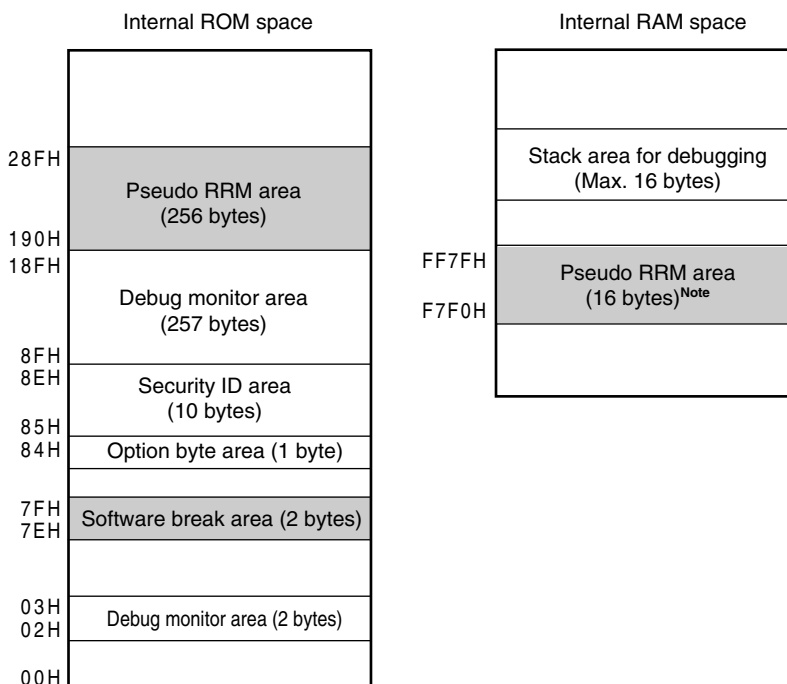 Internal ROM space
28FH
Pseudo RRM area
(256 bytes)
190H
18FH
Debug monitor area
(257 bytes)
8FH
8EH
Security ID area
(10 bytes)
85H
84H
Option byte area (1 byte)
7FH
Software break area (2 bytes)
7EH
03H
Debug monitor area (2 bytes)
02H
00H
Internal RAM space
Stack area for debugging
(Max. 16 bytes)
FF7FH
Pseudo RRM area
(16 bytes)Note
F7F0H